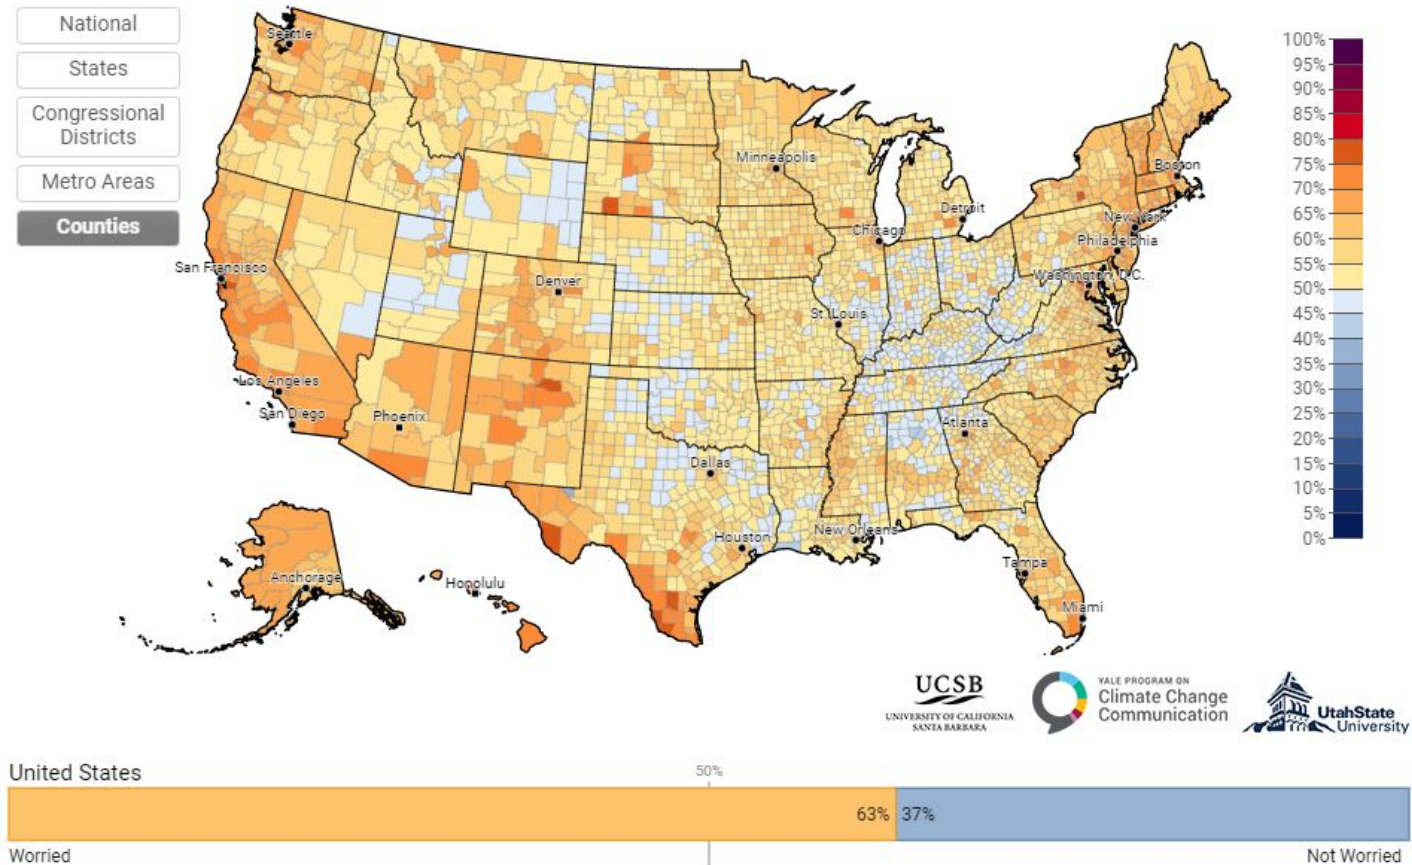 National
States
Congressional
Districts
Metro Areas
Counties
Seattle
Minneapolis
Boston
Detroit
New York
Chicago
Philadelphia
San Francisco
Denver
Washington, D.C.
St. Louis
Los Angeles
San Diego
Phoenix
Atlanta
Dallas
New Orleans
Houston
Tampa
Anchorage
Honolulu
Miami
100%
95%
90%
85%
80%
75%
70%
65%
60%
55%
50%
45%
40%
35%
30%
25%
20%
15%
10%
5%
0%
UCSB
UNIVERSITY OF CALIFORNIA
SANTA BARBARA
YALE PROGRAM ON
Climate Change
Communication
UtahState
University
United States
50%
63% 37%
Worried
Not Worried